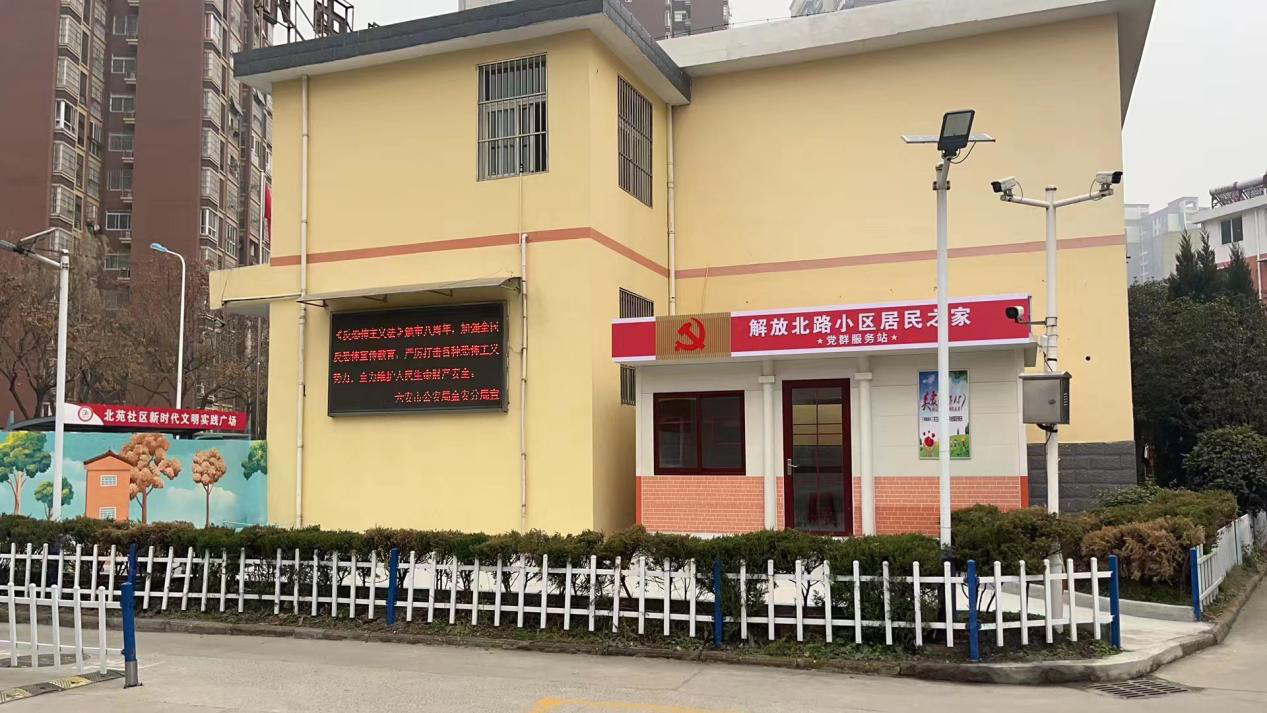 《反恐怖主义法》颁布八周年，加强全民
反恐怖宣传教育，严厉打击各种恐怖主义
势力，全力维护人民生命财产安全。
六安市公安局金安分局宣
解放北路小区居民之家
★党群服务站★
北苑社区新时代文明实践广场